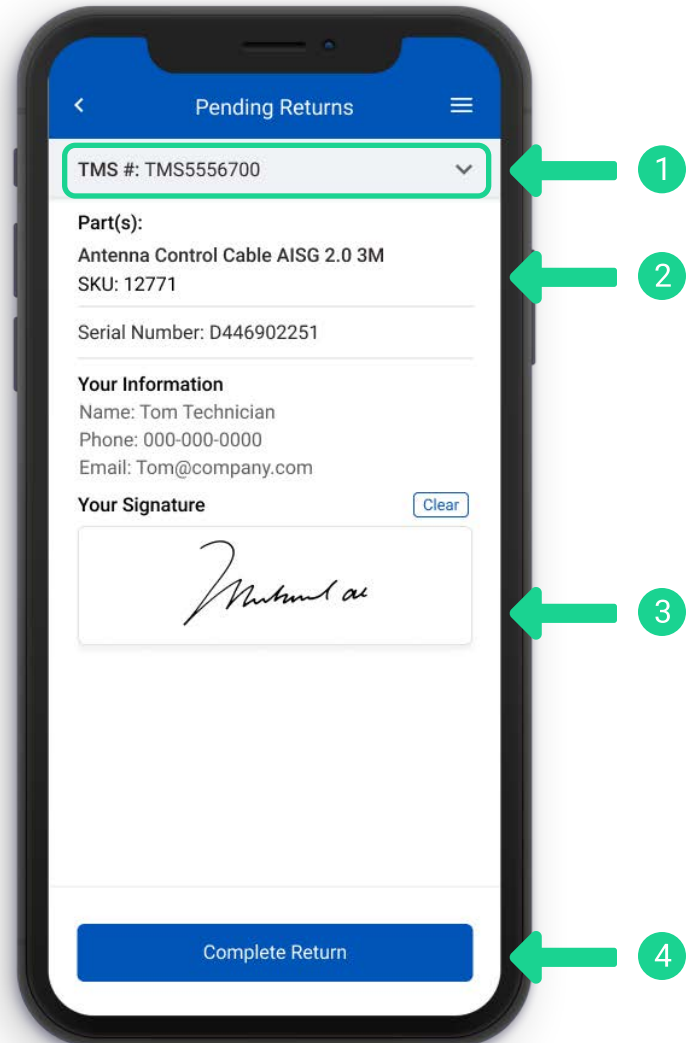 Pending Returns
TMS #: TMS5556700
1
Part(s):
Antenna Control Cable AISG 2.0 3M
SKU: 12771
2
Serial Number: D446902251
Your Information
Name: Tom Technician
Phone: 000-000-0000
Email: Tom@company.com
Your Signature
Clear
3
Complete Return
4